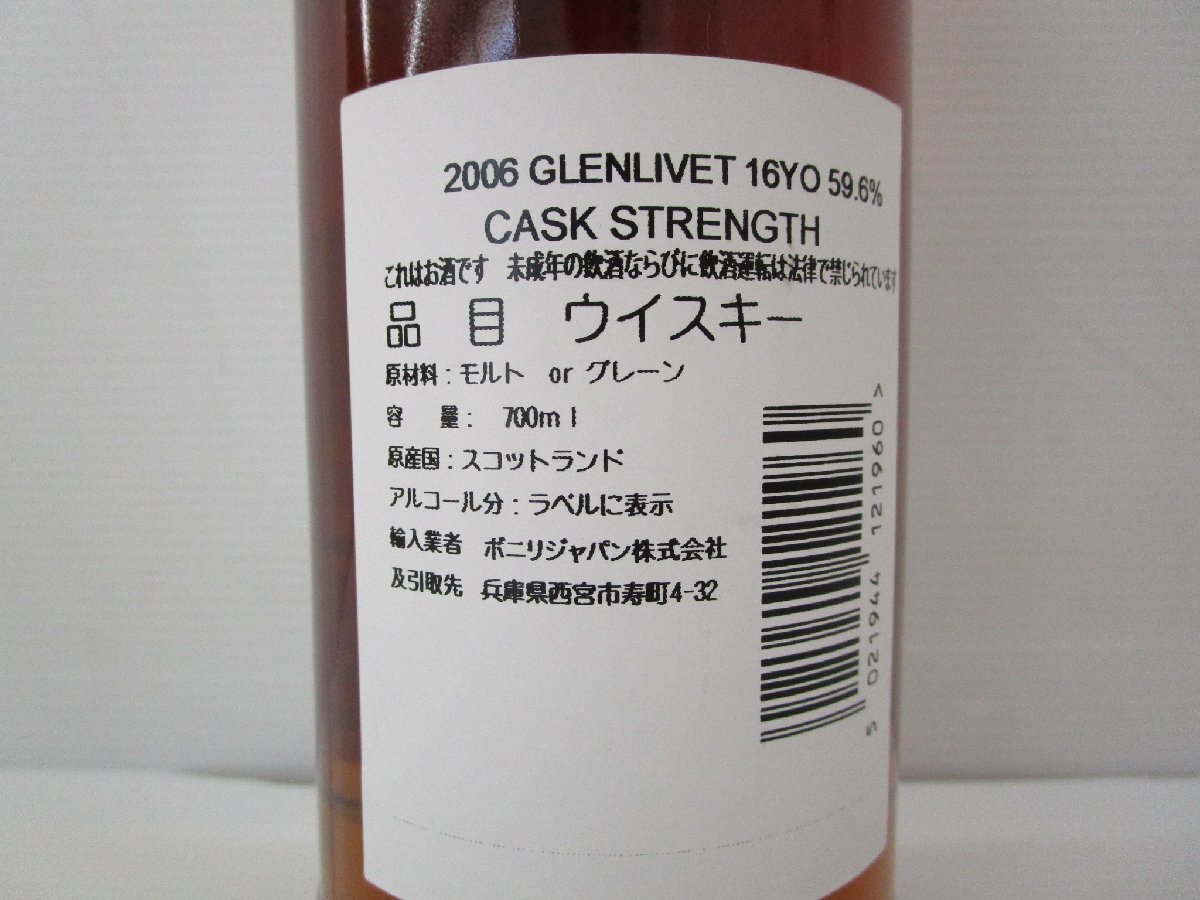 2006 GLENLIVET 16YO 59.6%
CASK STRENGTH
これはお酒です 未成年の飲酒ならびに飲酒運転は法律で禁じられています
品 目 ウイスキー
原材料:モルト or グレーン
容 量: 700ml
原産国:スコットランド
アルコール分:ラベルに表示
輸入業者 ボニリジャパン株式会社
及引取先 兵庫県西宮市寿町4-32
5 021944 121960 >